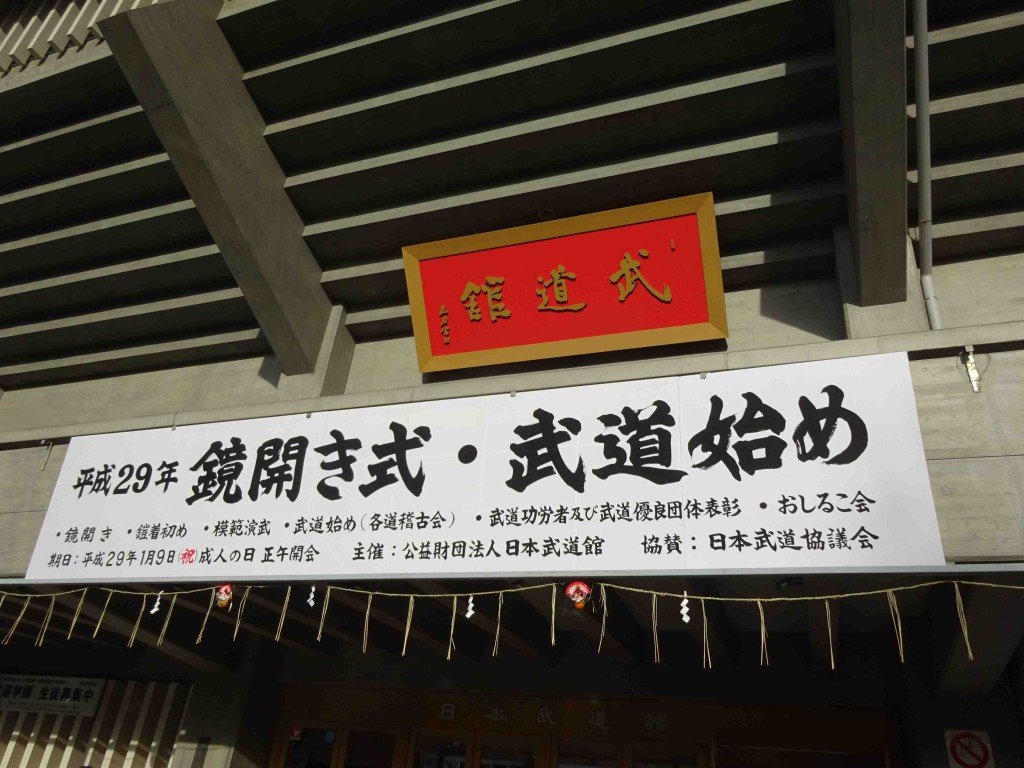 武道館
平成29年 鏡開き式・武道始め
・鏡開き ・鎧着初め ・模範演武 ・武道始め(各道稽古会) ・武道功労者及び武道優良団体表彰 ・おしるこ会
期日:平成29年1月9日(祝)成人の日 正午開会 主催:公益財団法人日本武道館 協賛:日本武道協議会
道学園 生徒募集中
日本武道館